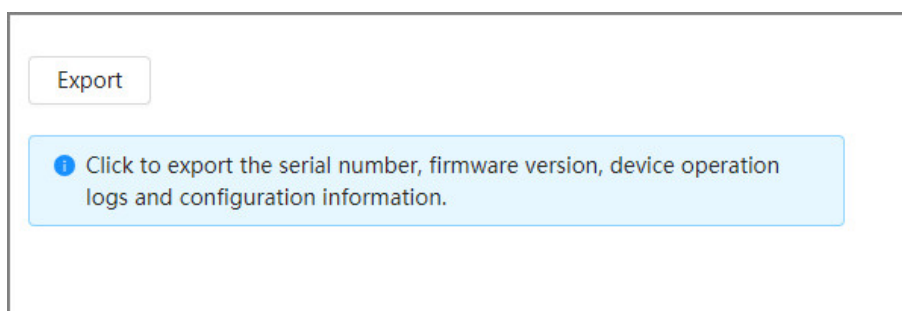 Export
Click to export the serial number, firmware version, device operation
logs and configuration information.